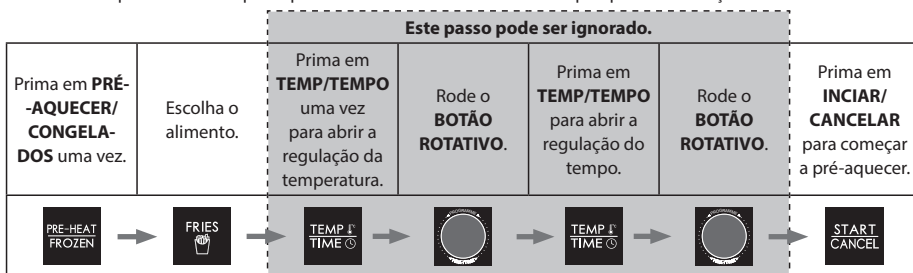 Este passo pode ser ignorado.
Prima em PRÉ-
-AQUECER/
CONGELA-
DOS uma vez.
Escolha o
alimento.
Prima em
TEMP/TEMPO
uma vez
para abrir a
regulação da
temperatura.
Rode o
BOTÃO
ROTATIVO.
Prima em
TEMP/TEMPO
para abrir a
regulação do
tempo.
Rode o
BOTÃO
ROTATIVO.
Prima em
INCIAR/
CANCELAR
para começar
a pré-aquecer.
PRE-HEAT
FROZEN
FRIES
TEMP
TIME
TEMP
TIME
START
CANCEL